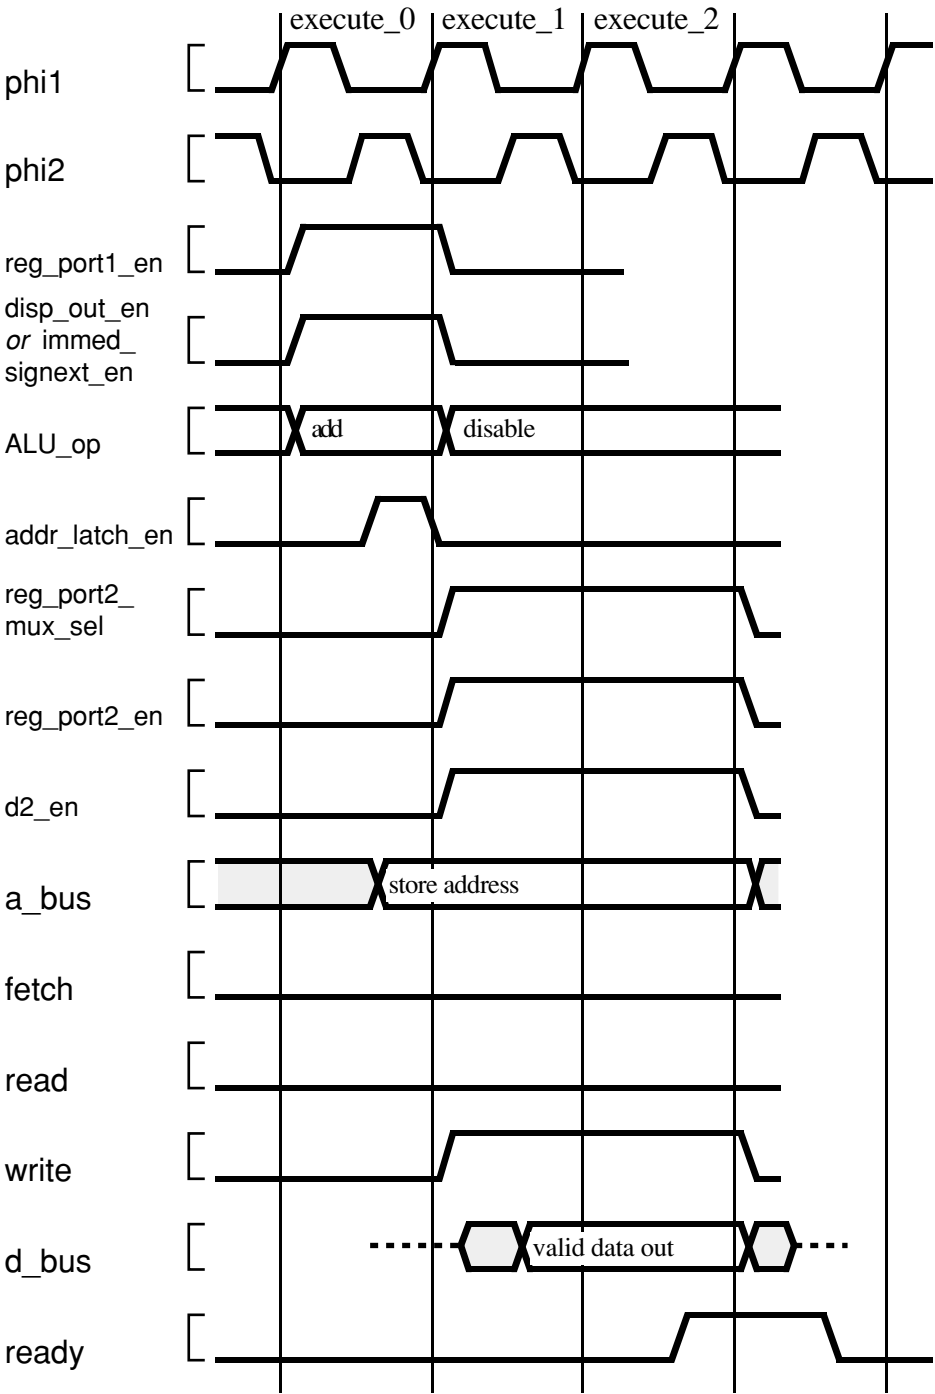 execute_0 execute_1 execute_2
phi1
phi2
reg_port1_en
disp_out_en
or immed_
signext_en
ALU_op
add
disable
addr_latch_en
reg_port2_
mux_sel
reg_port2_en
d2_en
a_bus
store address
fetch
read
write
d_bus
valid data out
ready